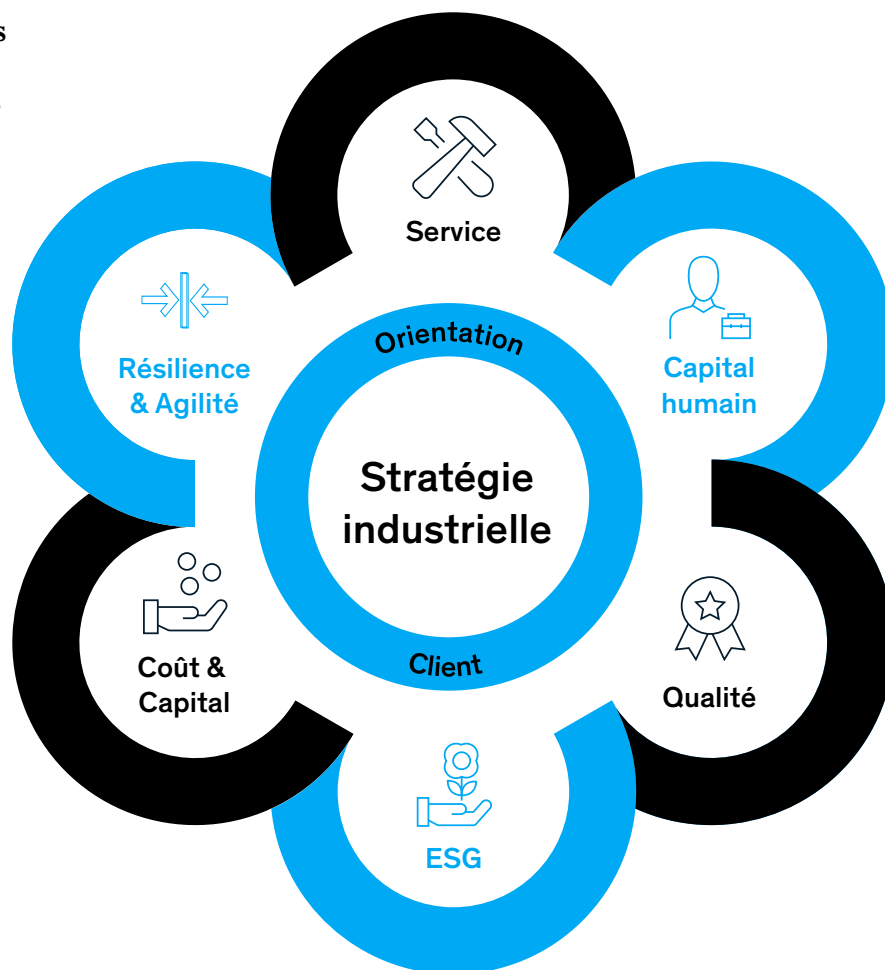 s
Service
Résilience
& Agilité
Capital
humain
Orientation
Stratégie
industrielle
Client
Coût &
Capital
Qualité
ESG